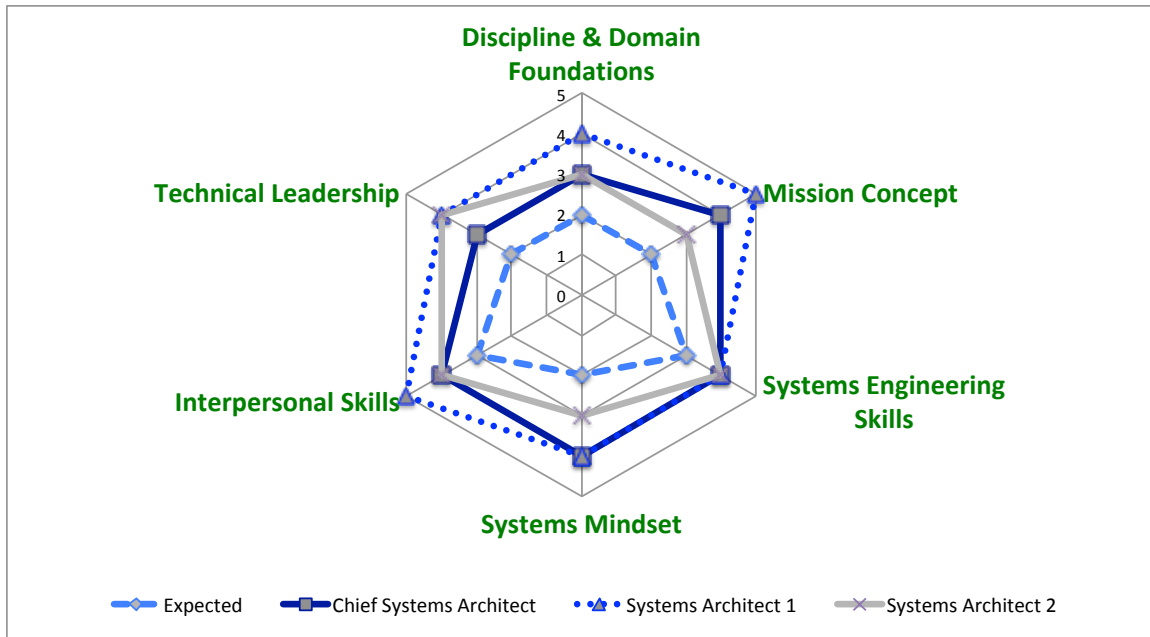 Discipline & Domain
Foundations
5
4
3
2
1
0
Technical Leadership
Mission Concept
Interpersonal Skills
Systems Engineering
Skills
Systems Mindset
Expected
Chief Systems Architect
Systems Architect 1
Systems Architect 2